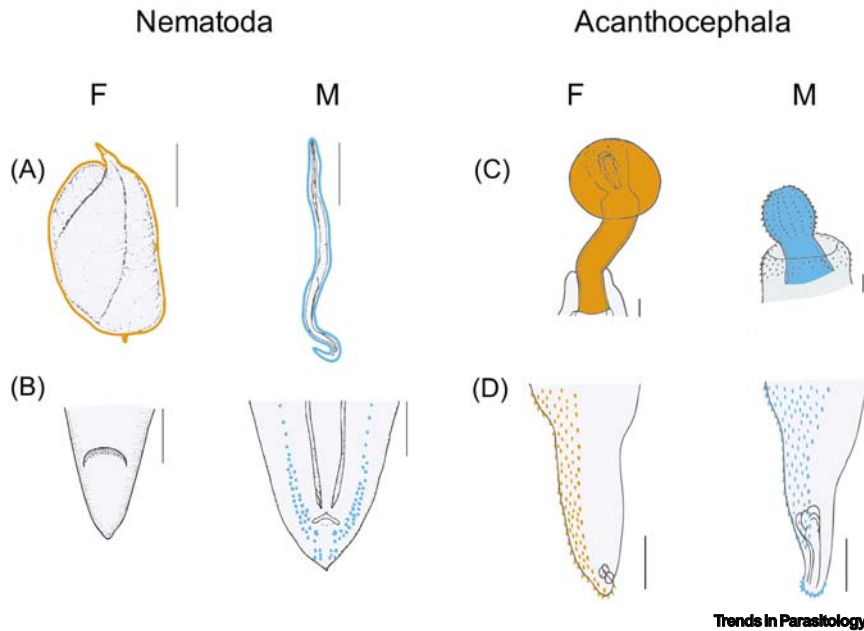 Nematoda Acanthocephala
F M F M
(A) (C)
(B) (D)
Trends in Parasitology